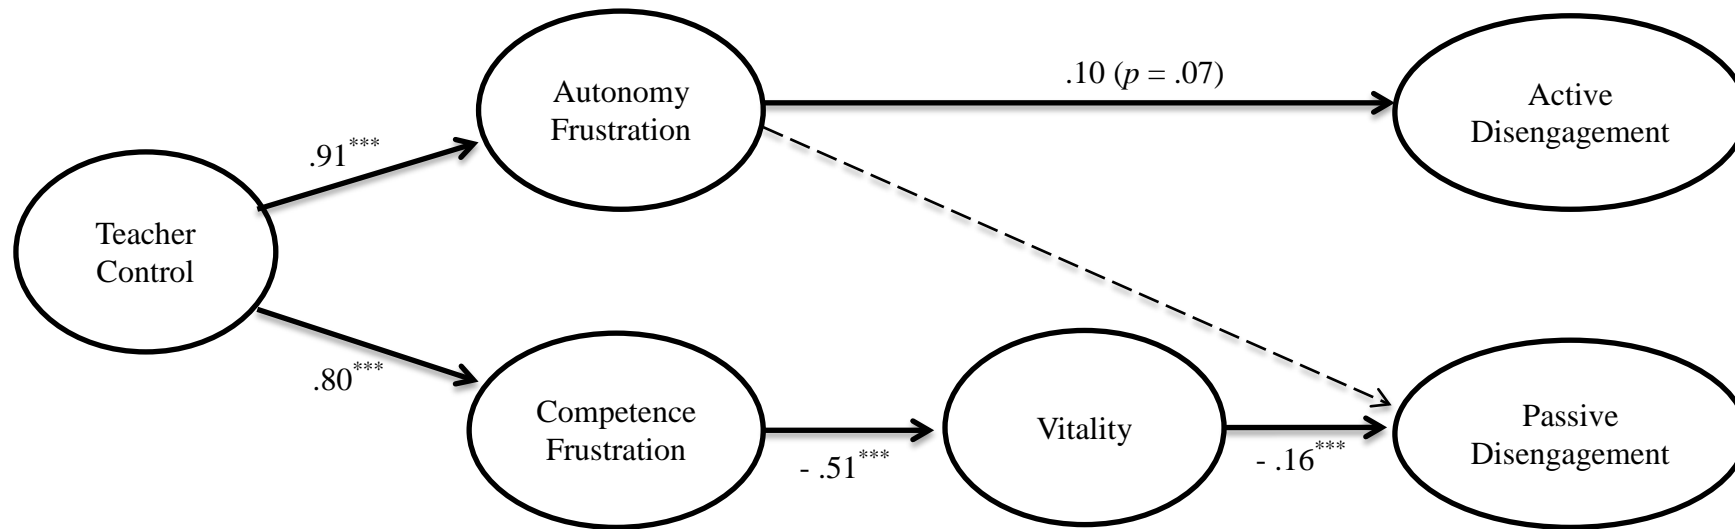 .10 (p = .07)
Autonomy
Frustration
Active
Disengagement
.91***
Teacher
Control
.80***
Competence
Frustration
Vitality
Passive
Disengagement
- .51***
- .16***